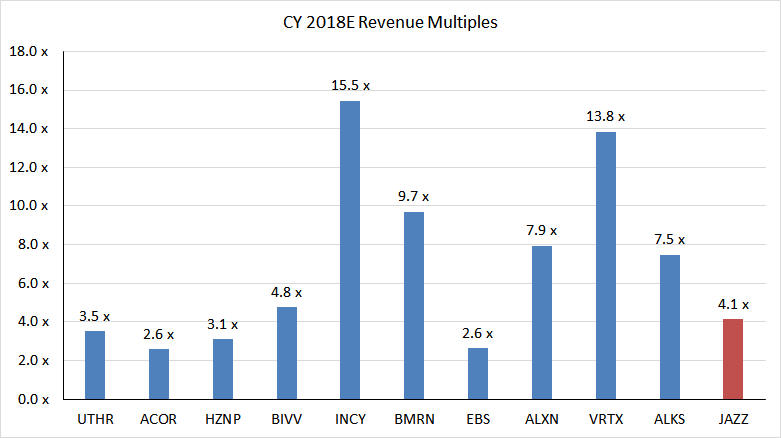 CY 2018E Revenue Multiples
18.0 x
16.0 x
14.0 x
12.0 x
10.0 x
8.0 x
6.0 x
4.0 x
2.0 x
0.0 x
3.5 x
2.6 x
3.1 x
4.8 x
15.5 x
9.7 x
2.6 x
7.9 x
13.8 x
7.5 x
4.1 x
UTHR
ACOR
HZNP
BIVV
INCY
BMRN
EBS
ALXN
VRTX
ALKS
JAZZ